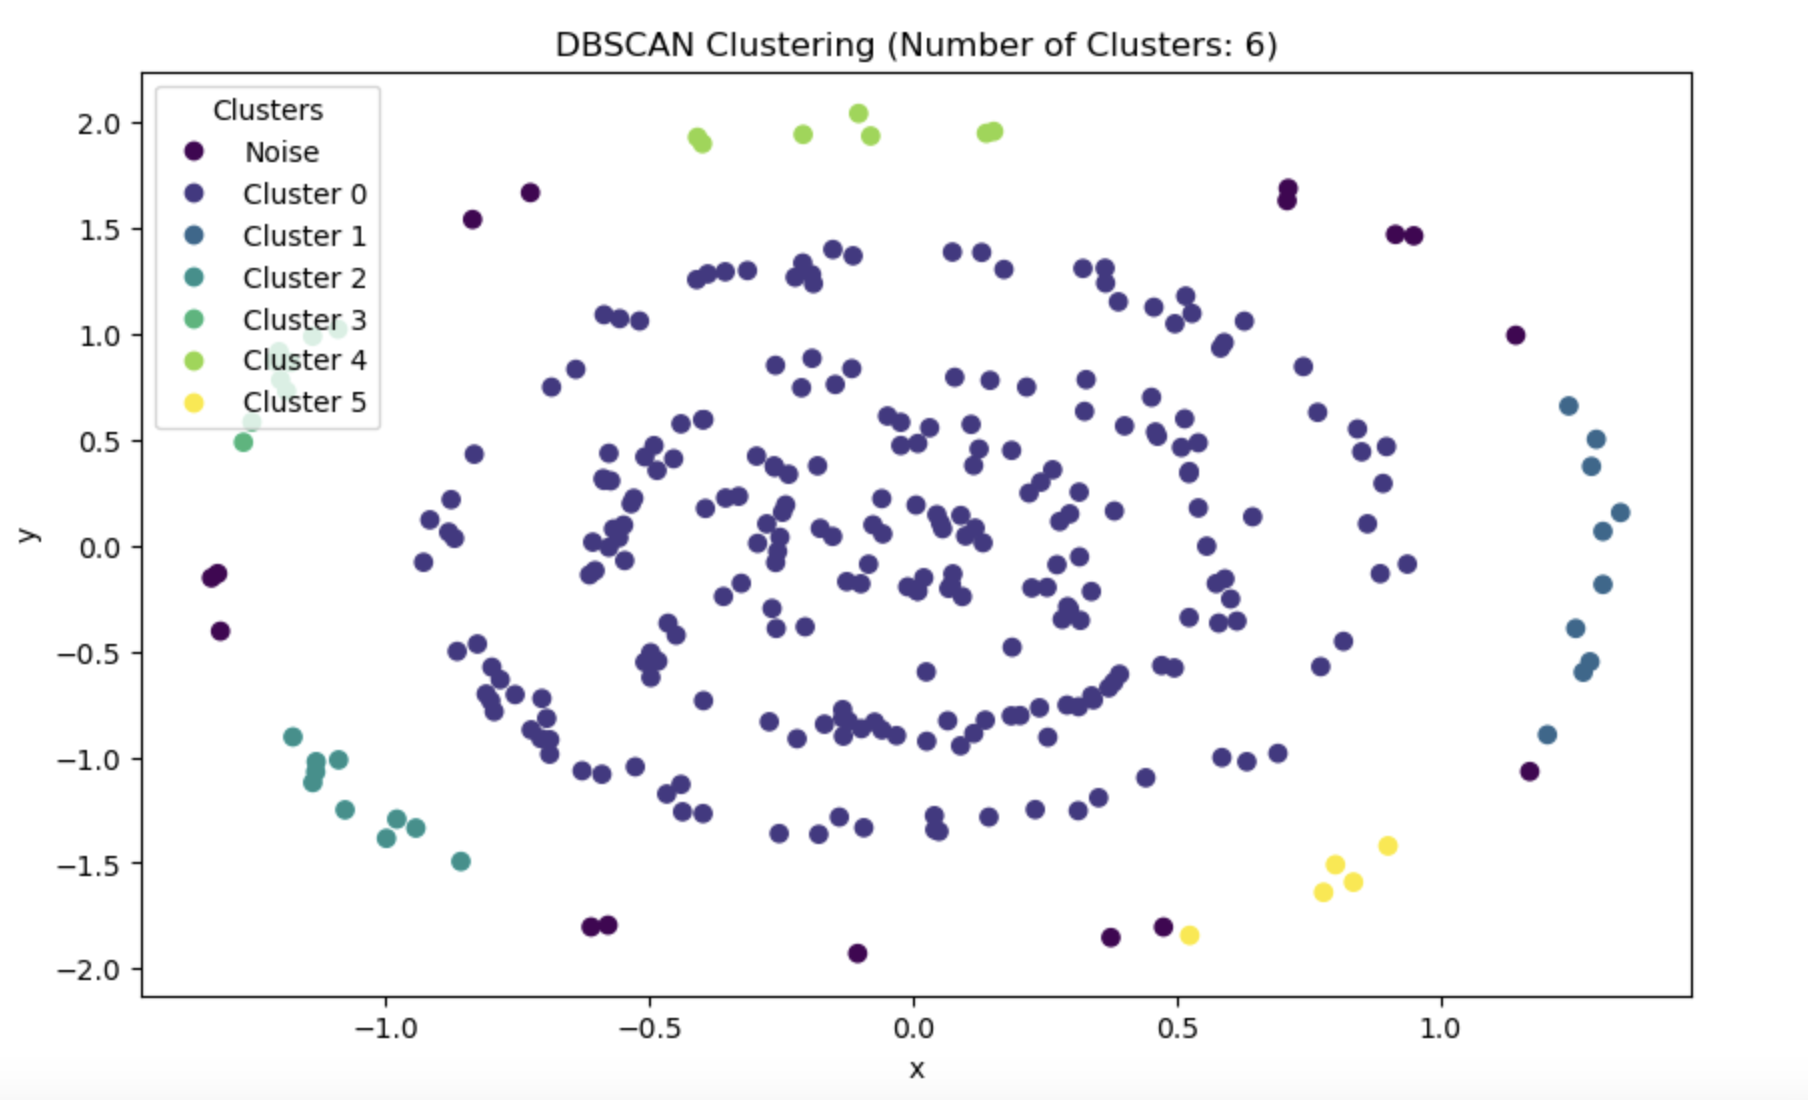 DBSCAN Clustering (Number of Clusters: 6)
Clusters
Noise
Cluster 0
Cluster 1
Cluster 2
Cluster 3
Cluster 4
Cluster 5
2.0
1.5
1.0
0.5
0.0
−0.5
−1.0
−1.5
−2.0
y
−1.0 −0.5 0.0 0.5 1.0
x